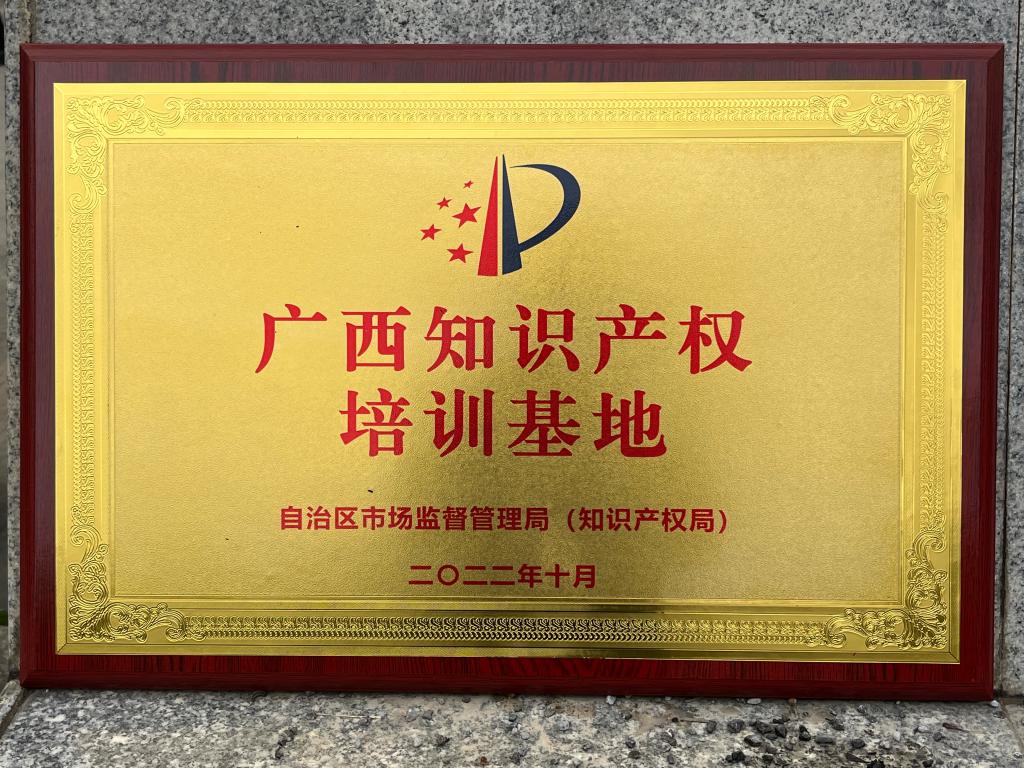 广西知识产权
培训基地
自治区市场监督管理局（知识产权局）
二〇二二年十月